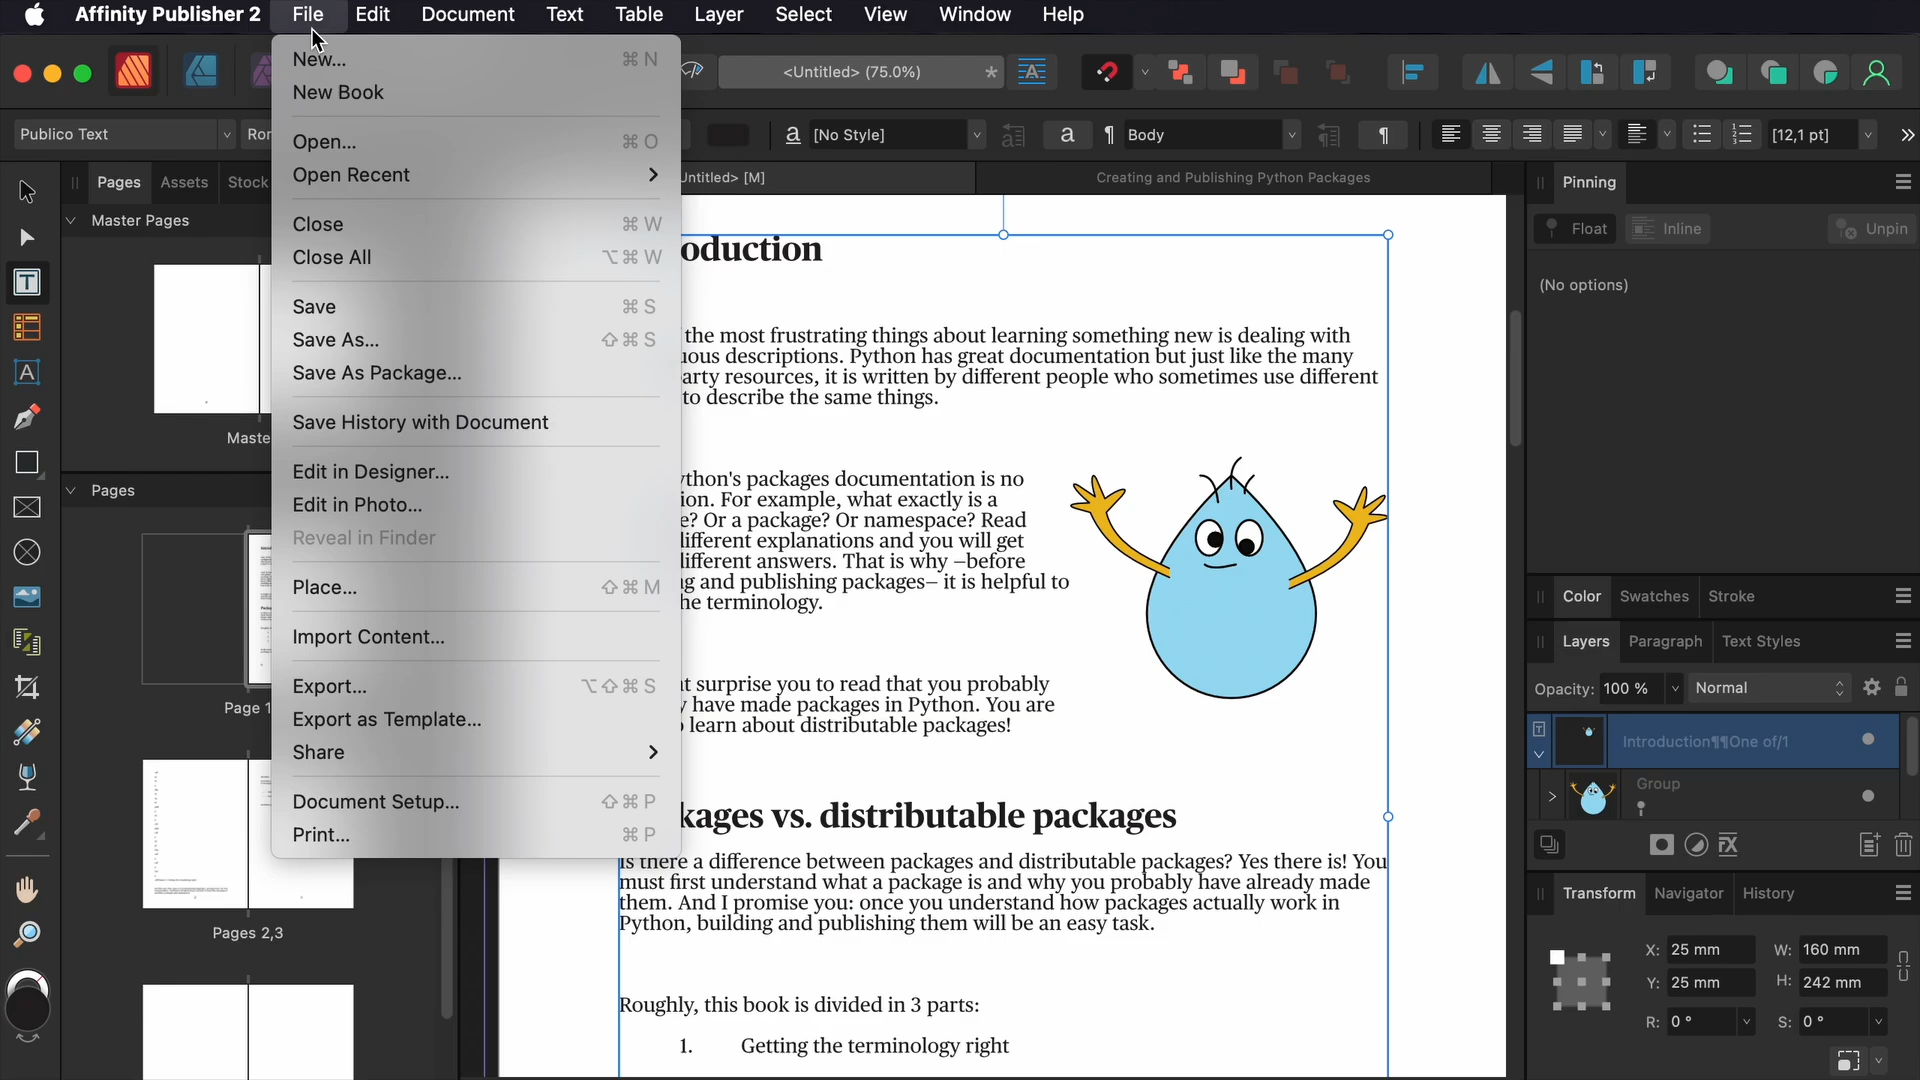 Affinity Publisher 2 File Edit Document Text Table Layer Select View Window Help
<Untitled> (75.0%) *
Publico Text
a [No Style] a ¶ Body ¶ [12,1 pt] »
Pages Assets Stock
Master Pages
Pages
Page 1
Pages 2,3
New... ⌘ N
New Book
Open... ⌘ O
Open Recent
Close ⌘ W
Close All ⌥⌘ W
Save ⌘ S
Save As... ⇧⌘ S
Save As Package...
Save History with Document
Edit in Designer...
Edit in Photo...
Reveal in Finder
Place... ⇧⌘ M
Import Content...
Export... ⌥⇧⌘ S
Export as Template...
Share
Document Setup... ⇧⌘ P
Print... ⌘ P
[M] Creating and Publishing Python Packages
oduction
the most frustrating things about learning something new is dealing with
uous descriptions. Python has great documentation but just like the many
arty resources, it is written by different people who sometimes use different
to describe the same things.
ython's packages documentation is no
ion. For example, what exactly is a
e? Or a package? Or namespace? Read
ifferent explanations and you will get
ifferent answers. That is why –before
ng and publishing packages– it is helpful to
he terminology.
surprise you to read that you probably
y have made packages in Python. You are
learn about distributable packages!
kages vs. distributable packages
Is there a difference between packages and distributable packages? Yes there is! You
must first understand what a package is and why you probably have already made
them. And I promise you: once you understand how packages actually work in
Python, building and publishing them will be an easy task.
Roughly, this book is divided in 3 parts:
1. Getting the terminology right
Pinning
Float Inline Unpin
(No options)
Color Swatches Stroke
Layers Paragraph Text Styles
Opacity: 100 % Normal
Introduction¶¶One of/1
Group
Transform Navigator History
X: 25 mm W: 160 mm
Y: 25 mm H: 242 mm
R: 0 ° S: 0 °